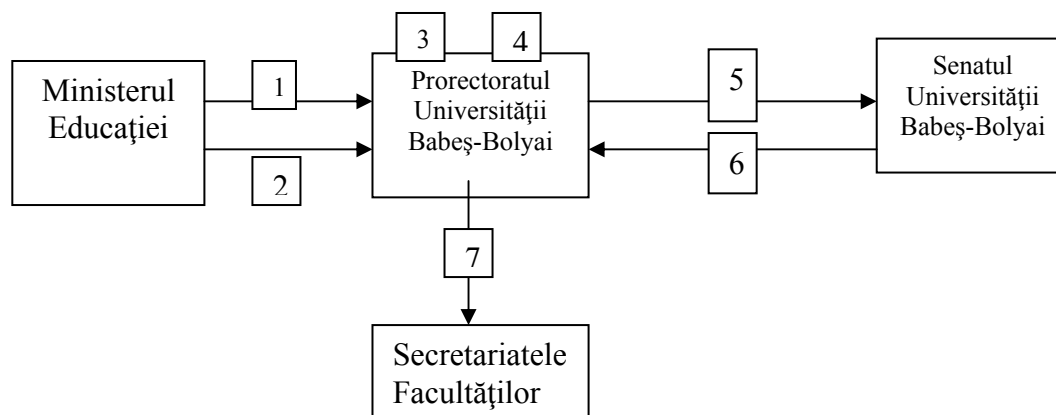 3
4
Ministerul
Educaţiei
1
2
Prorectoratul
Universităţii
Babeş-Bolyai
5
6
Senatul
Universităţii
Babeş-Bolyai
7
Secretariatele
Facultăţilor